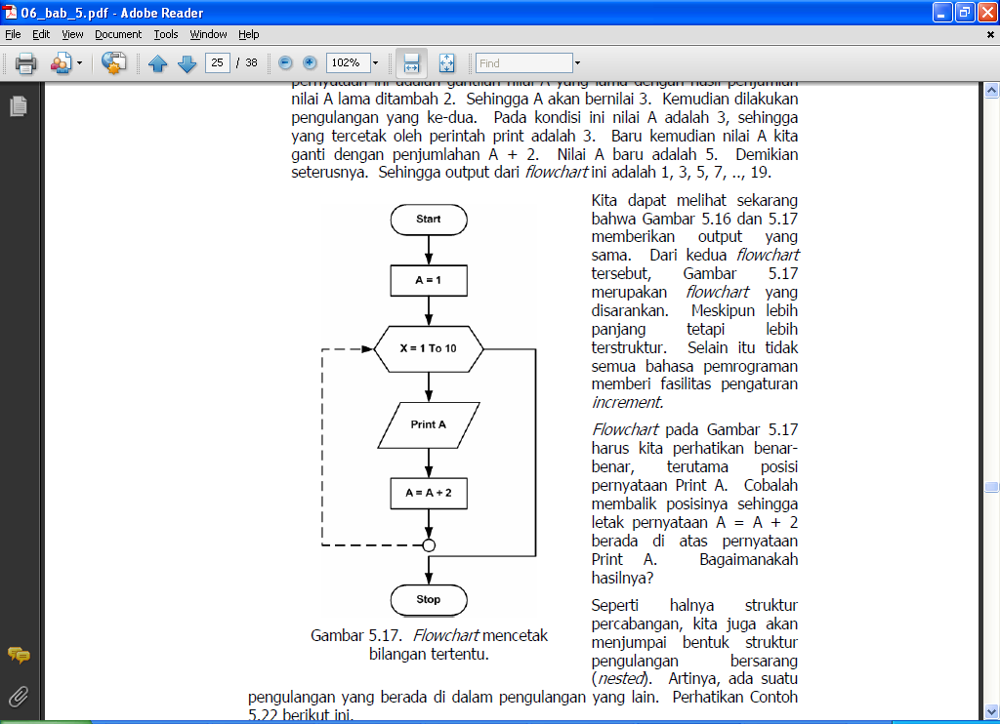 06_bab_5.pdf - Adobe Reader
File Edit View Document Tools Window Help
25 / 38 102% Find
pernyataan ini adalah gantilah nilai A yang lama dengan hasil penjumlah
nilai A lama ditambah 2. Sehingga A akan bernilai 3. Kemudian dilakukan
pengulangan yang ke-dua. Pada kondisi ini nilai A adalah 3, sehingga
yang tercetak oleh perintah print adalah 3. Baru kemudian nilai A kita
ganti dengan penjumlahan A + 2. Nilai A baru adalah 5. Demikian
seterusnya. Sehingga output dari flowchart ini adalah 1, 3, 5, 7, .., 19.
Start
A = 1
X = 1 To 10
Print A
A = A + 2
Stop
Gambar 5.17. Flowchart mencetak
bilangan tertentu.
Kita dapat melihat sekarang
bahwa Gambar 5.16 dan 5.17
memberikan output yang
sama. Dari kedua flowchart
tersebut, Gambar 5.17
merupakan flowchart yang
disarankan. Meskipun lebih
panjang tetapi lebih
terstruktur. Selain itu tidak
semua bahasa pemrograman
memberi fasilitas pengaturan
increment.
Flowchart pada Gambar 5.17
harus kita perhatikan benar-
benar, terutama posisi
pernyataan Print A. Cobalah
membalik posisinya sehingga
letak pernyataan A = A + 2
berada di atas pernyataan
Print A. Bagaimanakah
hasilnya?
Seperti halnya struktur
percabangan, kita juga akan
menjumpai bentuk struktur
pengulangan bersarang
(nested). Artinya, ada suatu
pengulangan yang berada di dalam pengulangan yang lain. Perhatikan Contoh
5.22 berikut ini.